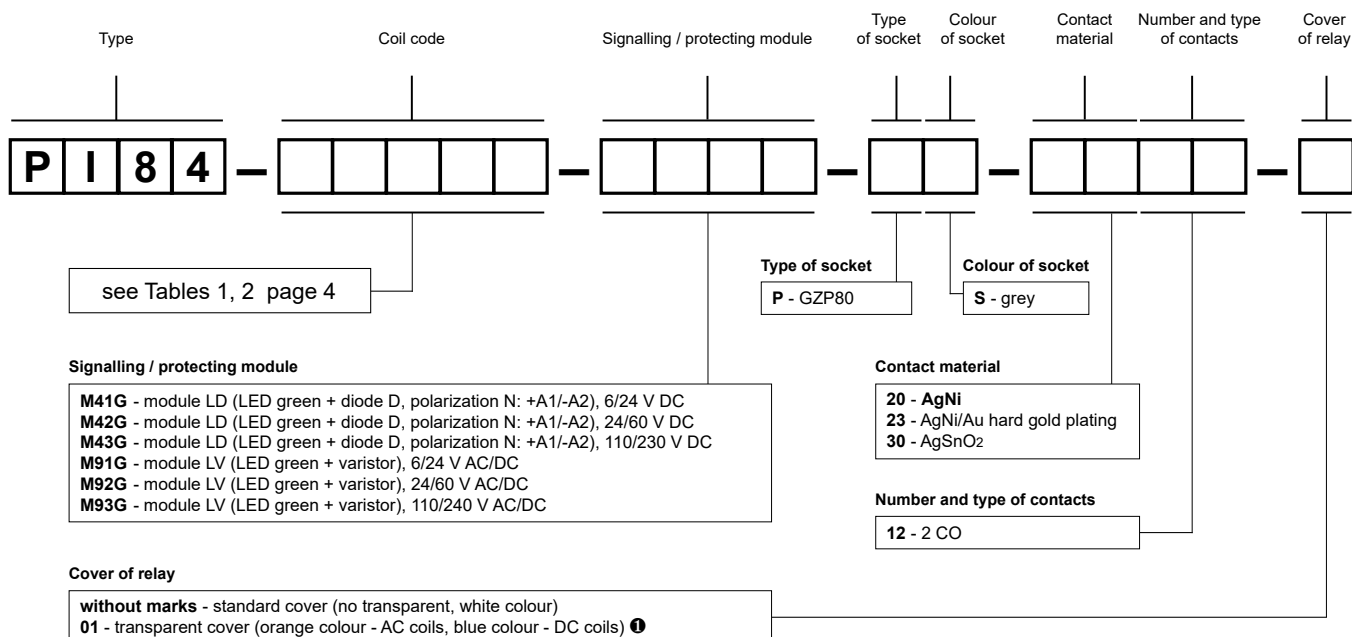 Type
Coil code
Signalling / protecting module
Type
of socket
Colour
of socket
Contact
material
Number and type
of contacts
Cover
of relay
P I 8 4 – – – – –
see Tables 1, 2 page 4
Type of socket
P - GZP80
Colour of socket
S - grey
Signalling / protecting module
M41G - module LD (LED green + diode D, polarization N: +A1/-A2), 6/24 V DC
M42G - module LD (LED green + diode D, polarization N: +A1/-A2), 24/60 V DC
M43G - module LD (LED green + diode D, polarization N: +A1/-A2), 110/230 V DC
M91G - module LV (LED green + varistor), 6/24 V AC/DC
M92G - module LV (LED green + varistor), 24/60 V AC/DC
M93G - module LV (LED green + varistor), 110/240 V AC/DC
Contact material
20 - AgNi
23 - AgNi/Au hard gold plating
30 - AgSnO2
Number and type of contacts
12 - 2 CO
Cover of relay
without marks - standard cover (no transparent, white colour)
01 - transparent cover (orange colour - AC coils, blue colour - DC coils) ❶